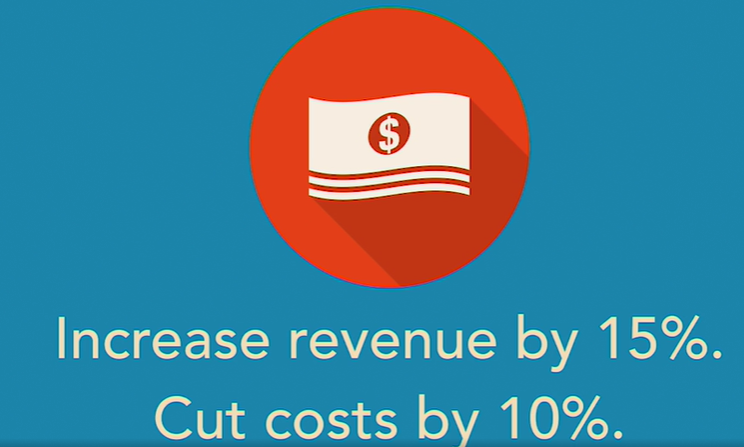 $
Increase revenue by 15%.
Cut costs by 10%.